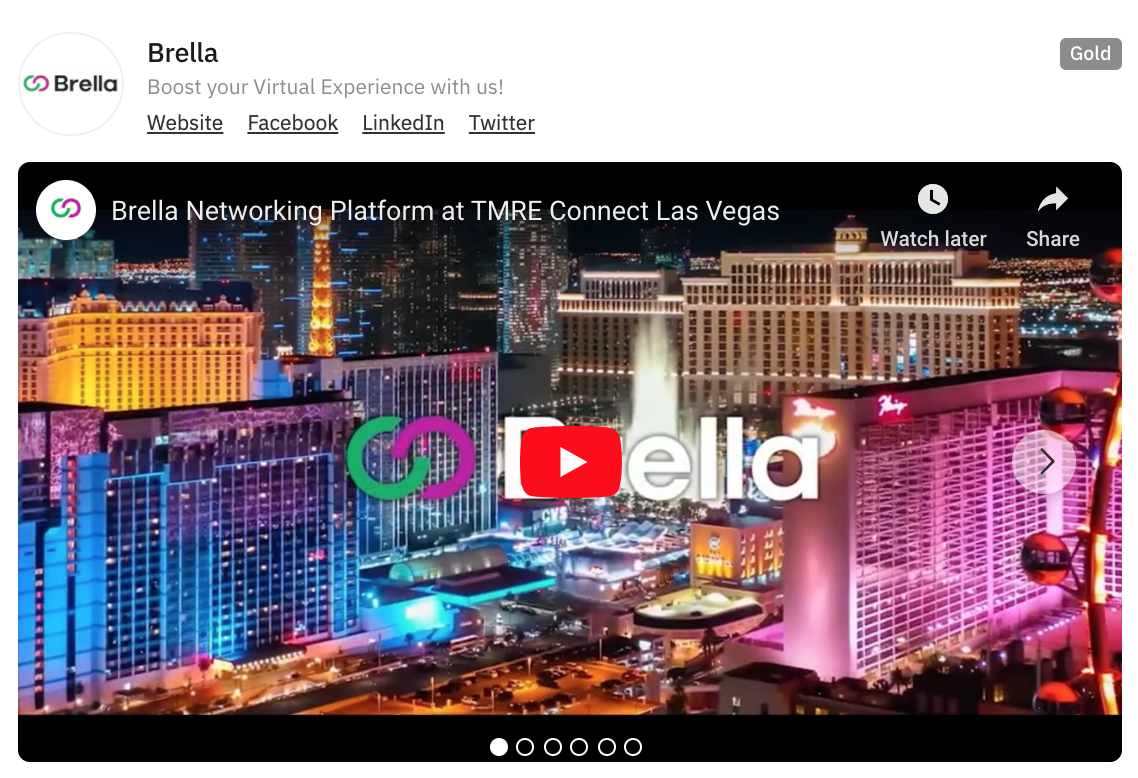 Brella
Gold
Brella
Boost your Virtual Experience with us!
Website Facebook LinkedIn Twitter
Brella Networking Platform at TMRE Connect Las Vegas
Watch later
Share
CVS